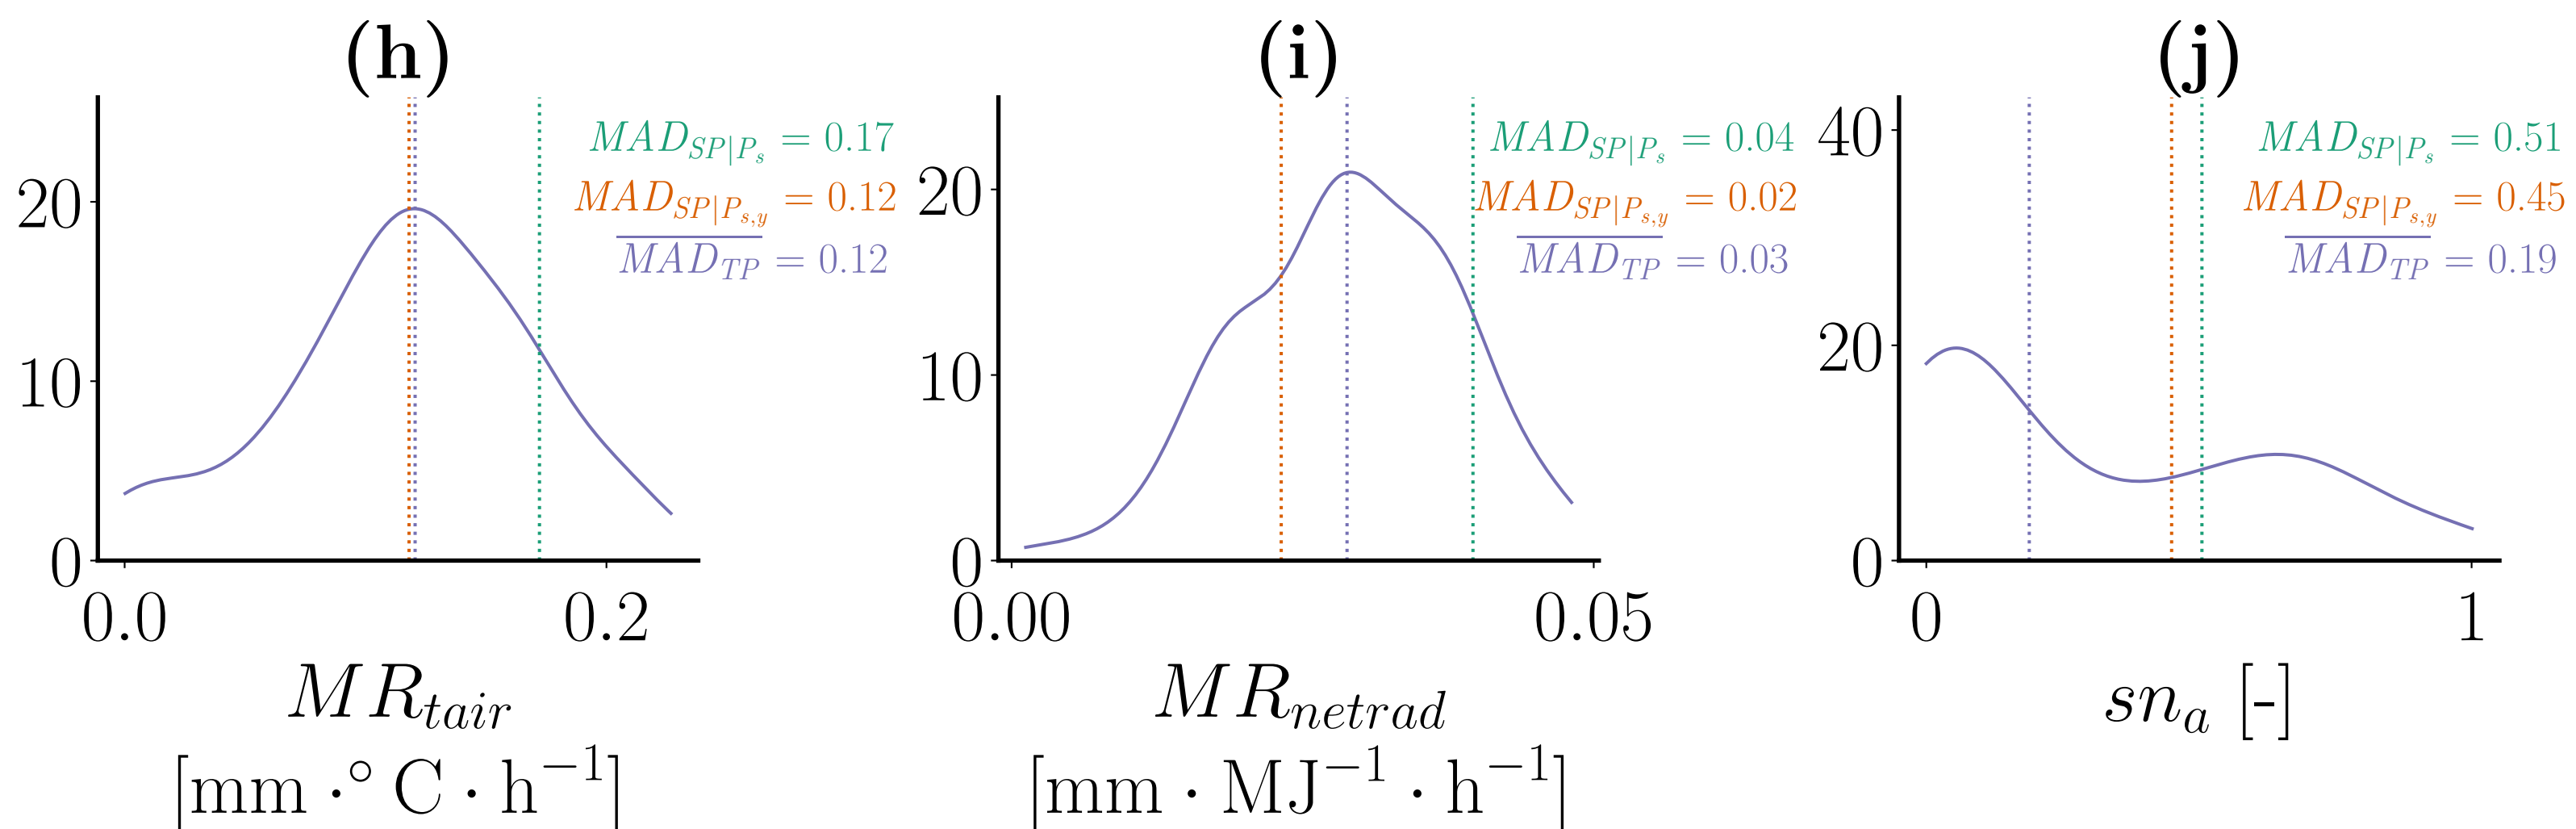 (h)
MAD_{SP|P_s} = 0.17
MAD_{SP|P_{s,y}} = 0.12
\overline{MAD_{TP}} = 0.12
20
10
0
0.0 0.2
MR_{tair}
[mm ·° C · h^{-1}]
(i)
MAD_{SP|P_s} = 0.04
MAD_{SP|P_{s,y}} = 0.02
\overline{MAD_{TP}} = 0.03
20
10
0
0.00 0.05
MR_{netrad}
[mm · MJ^{-1} · h^{-1}]
(j)
MAD_{SP|P_s} = 0.51
MAD_{SP|P_{s,y}} = 0.45
\overline{MAD_{TP}} = 0.19
40
20
0
0 1
sn_a [-]